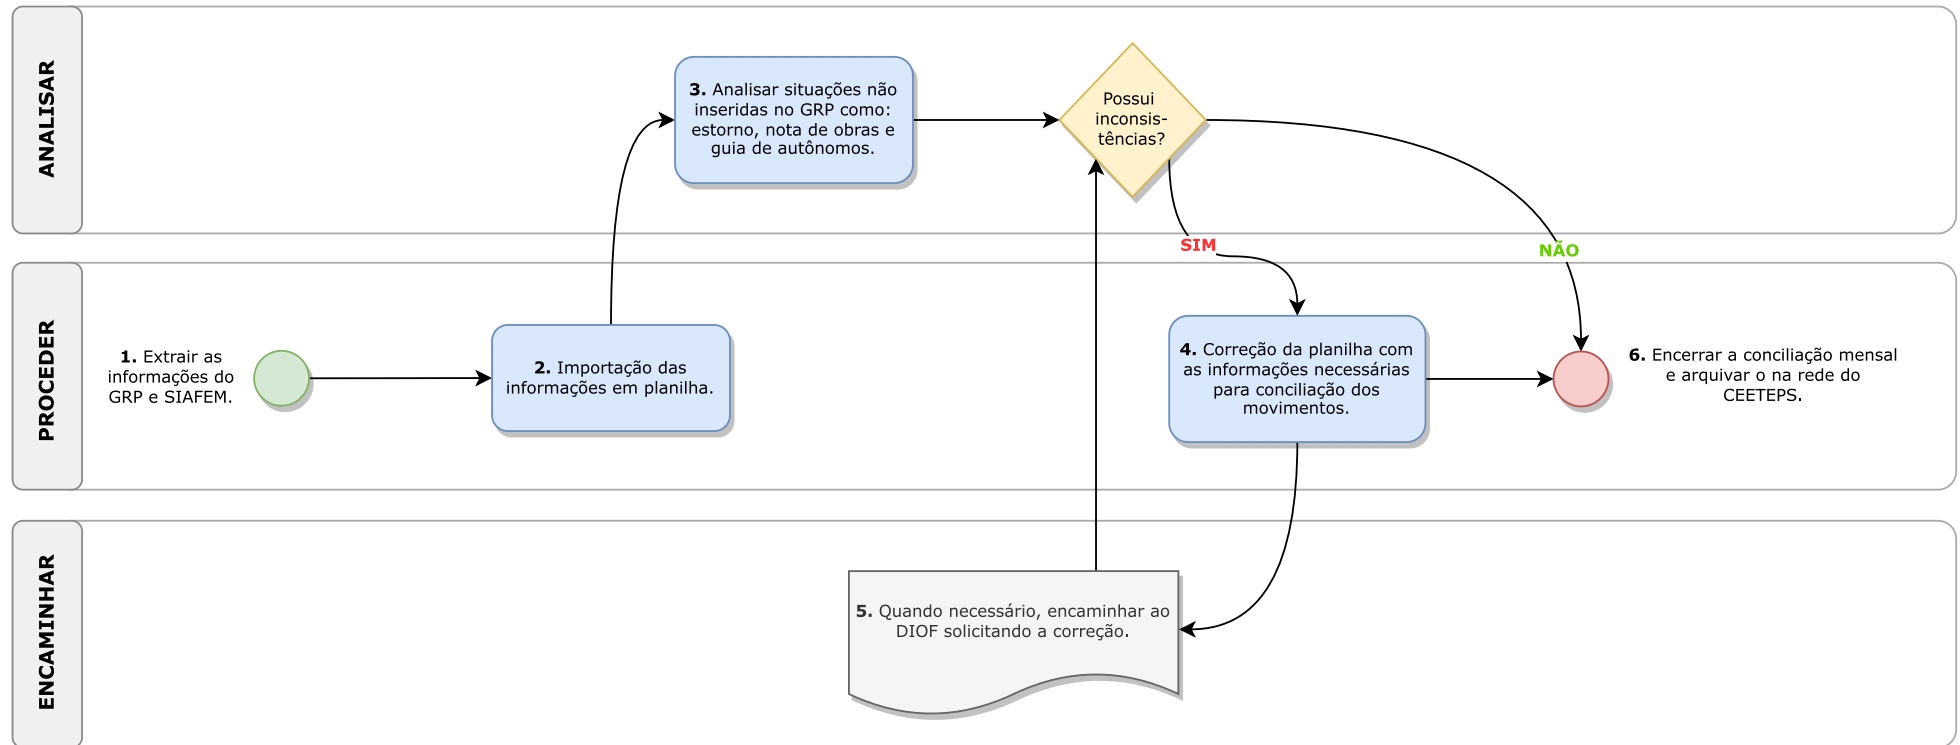 ANALISAR
3. Analisar situações não
inseridas no GRP como:
estorno, nota de obras e
guia de autônomos.
Possui
inconsis-
tências?
SIM
NÃO
PROCEDER
1. Extrair as
informações do
GRP e SIAFEM.
2. Importação das
informações em planilha.
4. Correção da planilha com
as informações necessárias
para conciliação dos
movimentos.
6. Encerrar a conciliação mensal
e arquivar o na rede do
CEETEPS.
ENCAMINHAR
5. Quando necessário, encaminhar ao
DIOF solicitando a correção.